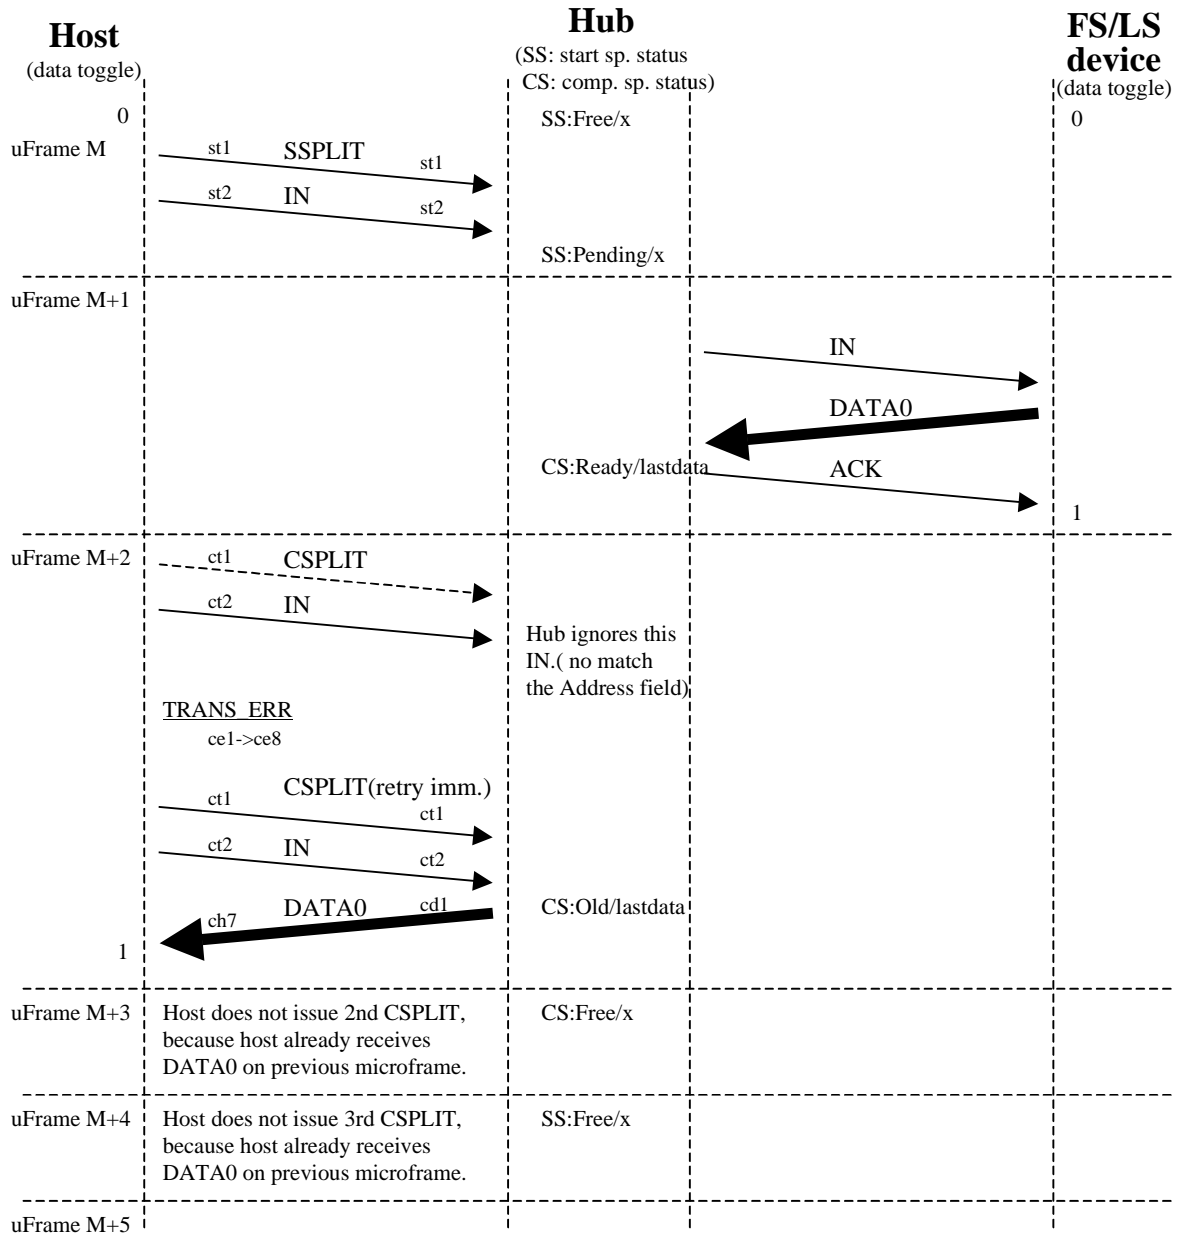 Host
(data toggle)
Hub
(SS: start sp. status
CS: comp. sp. status)
FS/LS
device
(data toggle)
0
SS:Free/x
0
uFrame M
st1
SSPLIT
st1
st2
IN
st2
SS:Pending/x
uFrame M+1
IN
DATA0
CS:Ready/lastdata
ACK
1
uFrame M+2
ct1
CSPLIT
ct2
IN
Hub ignores this
IN.( no match
the Address field)
TRANS_ERR
ce1->ce8
CSPLIT(retry imm.)
ct1
ct1
ct2
IN
ct2
DATA0
cd1
CS:Old/lastdata
ch7
1
uFrame M+3
Host does not issue 2nd CSPLIT,
because host already receives
DATA0 on previous microframe.
CS:Free/x
uFrame M+4
Host does not issue 3rd CSPLIT,
because host already receives
DATA0 on previous microframe.
SS:Free/x
uFrame M+5